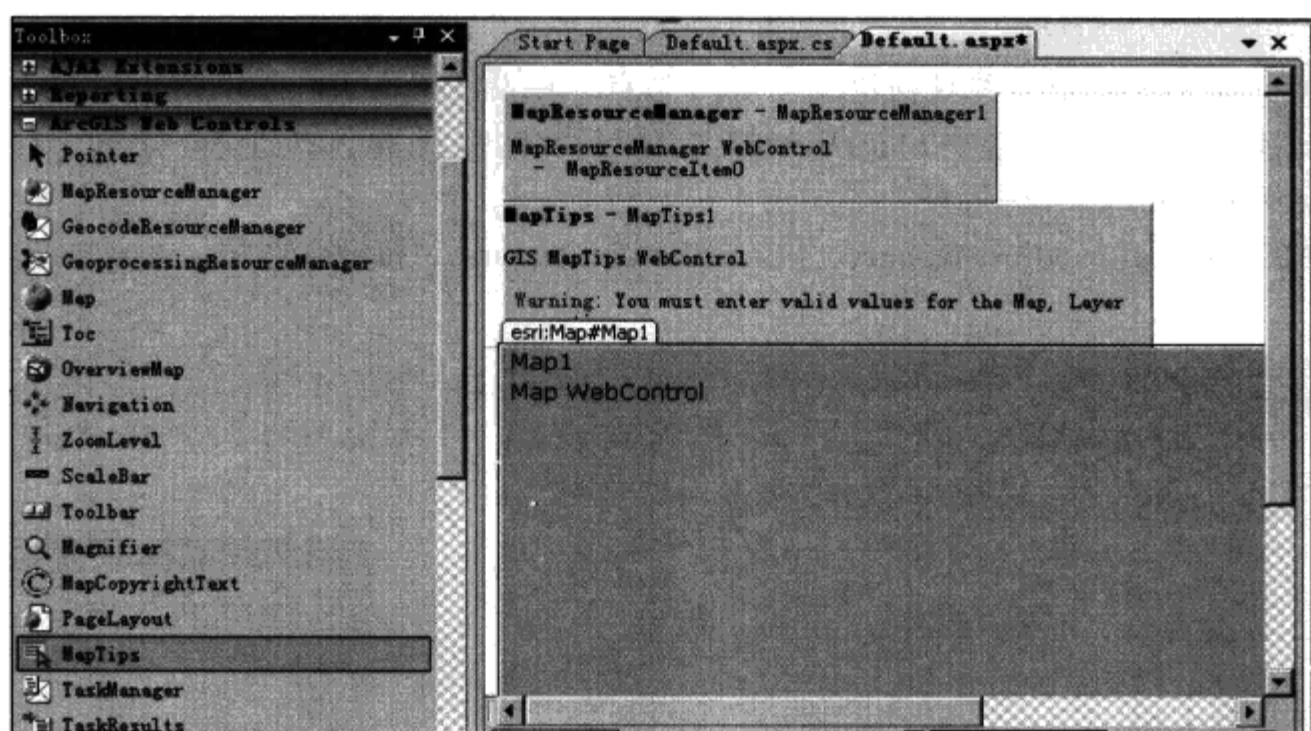 Toolbox
AJAX Extensions
Reporting
ArcGIS Web Controls
Pointer
MapResourceManager
GeocodeResourceManager
GeoprocessingResourceManager
Map
Toc
OverviewMap
Navigation
ZoomLevel
ScaleBar
Toolbar
Magnifier
MapCopyrightText
PageLayout
MapTips
TaskManager
TaskResults
Start Page
Default.aspx.cs
Default.aspx*
MapResourceManager - MapResourceManager1
MapResourceManager WebControl
- MapResourceItem0
MapTips - MapTips1
GIS MapTips WebControl
Warning: You must enter valid values for the Map, Layer
esri:Map#Map1
Map1
Map WebControl